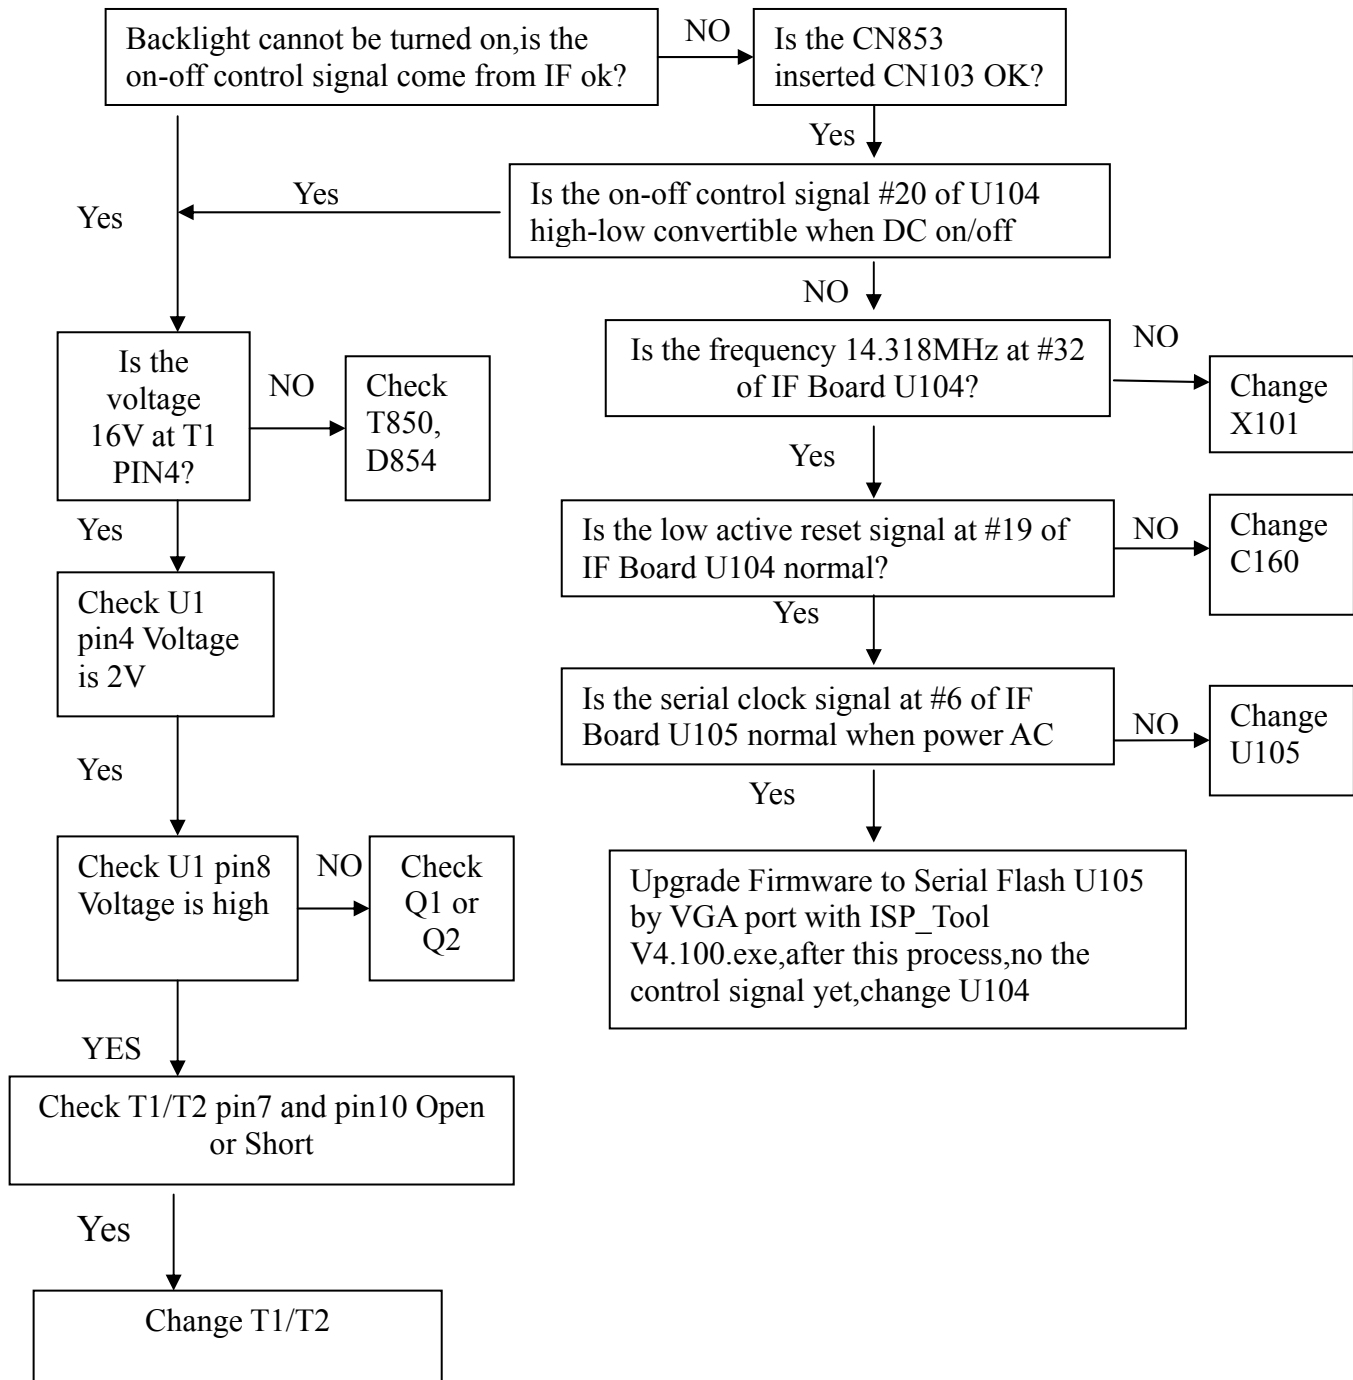 Backlight cannot be turned on,is the
on-off control signal come from IF ok?
NO
Is the CN853
inserted CN103 OK?
Yes
Is the on-off control signal #20 of U104
high-low convertible when DC on/off
Yes
Yes
NO
Is the
voltage
16V at T1
PIN4?
NO
Check
T850,
D854
Is the frequency 14.318MHz at #32
of IF Board U104?
NO
Change
X101
Yes
Yes
Is the low active reset signal at #19 of
IF Board U104 normal?
NO
Change
C160
Check U1
pin4 Voltage
is 2V
Yes
Is the serial clock signal at #6 of IF
Board U105 normal when power AC
NO
Change
U105
Yes
Yes
Check U1 pin8
Voltage is high
NO
Check
Q1 or
Q2
Upgrade Firmware to Serial Flash U105
by VGA port with ISP_Tool
V4.100.exe,after this process,no the
control signal yet,change U104
YES
Check T1/T2 pin7 and pin10 Open
or Short
Yes
Change T1/T2